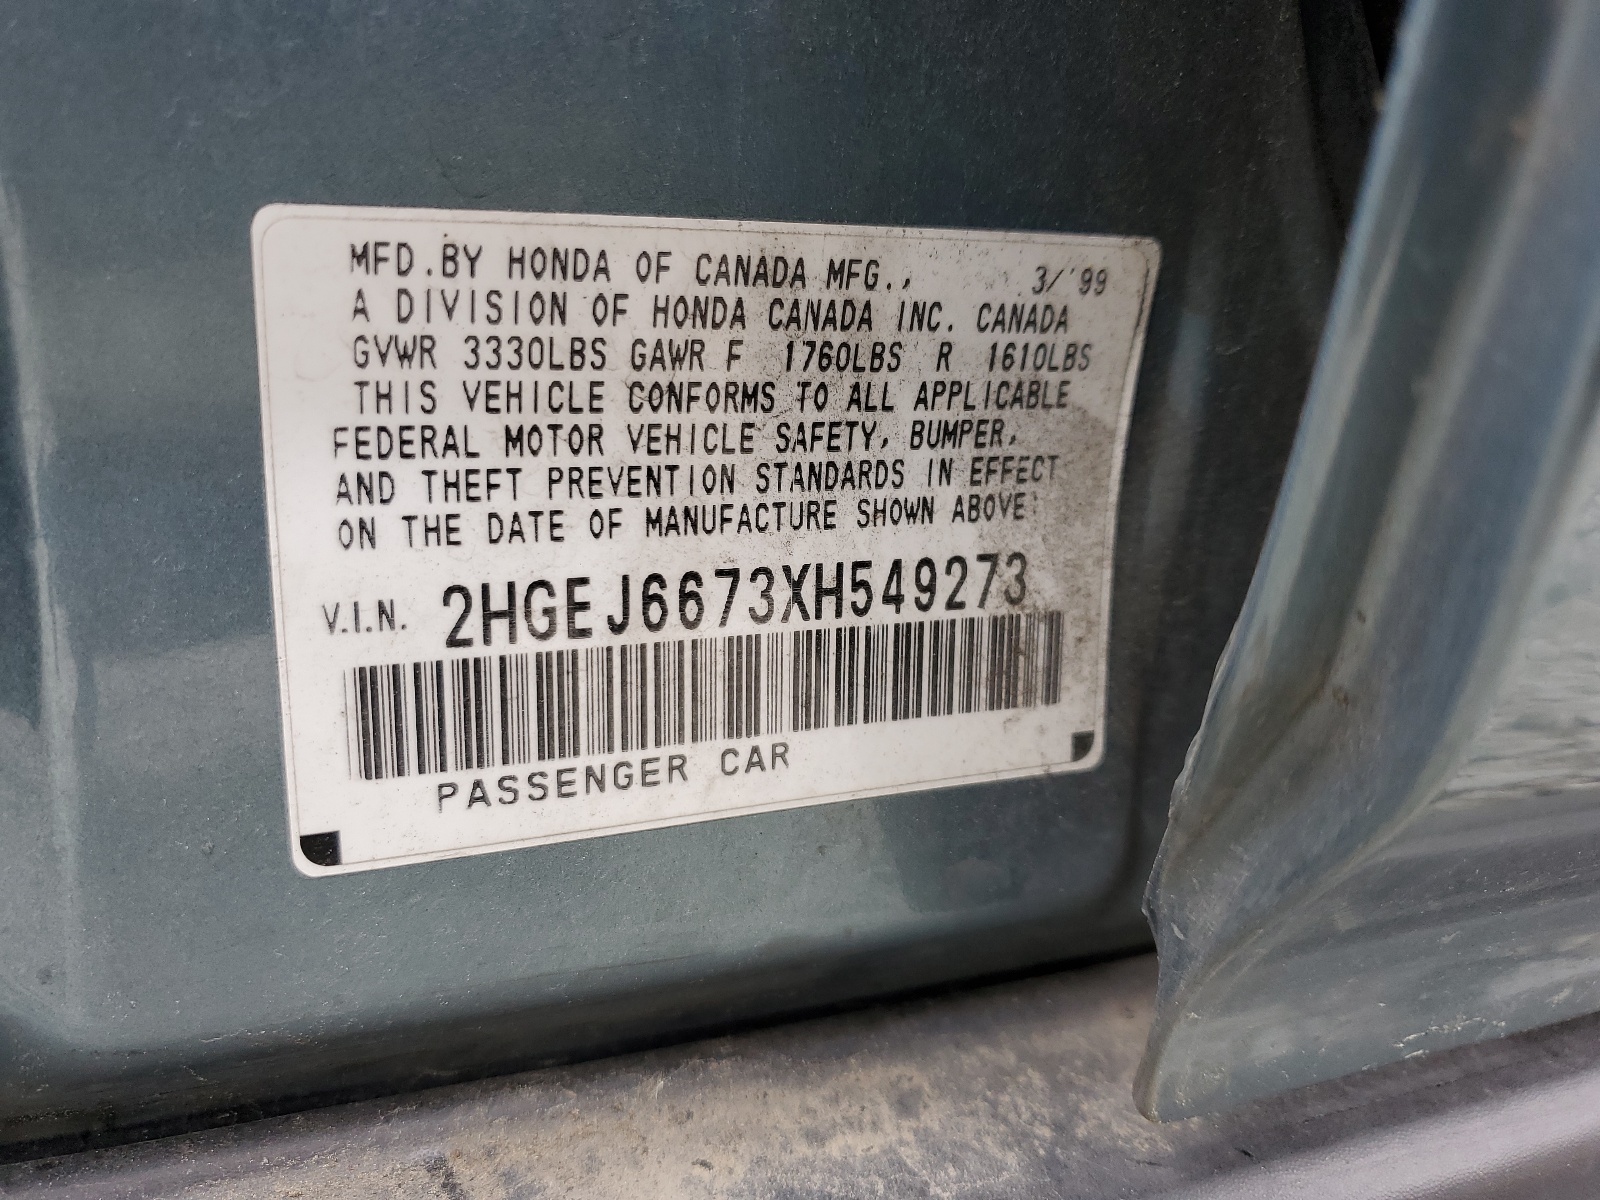 MFD.BY HONDA OF CANADA MFG., 3/'99
A DIVISION OF HONDA CANADA INC. CANADA
GVWR 3330LBS GAWR F 1760LBS R 1610LBS
THIS VEHICLE CONFORMS TO ALL APPLICABLE
FEDERAL MOTOR VEHICLE SAFETY, BUMPER,
AND THEFT PREVENTION STANDARDS IN EFFECT
ON THE DATE OF MANUFACTURE SHOWN ABOVE.
V.I.N. 2HGEJ6673XH549273
PASSENGER CAR